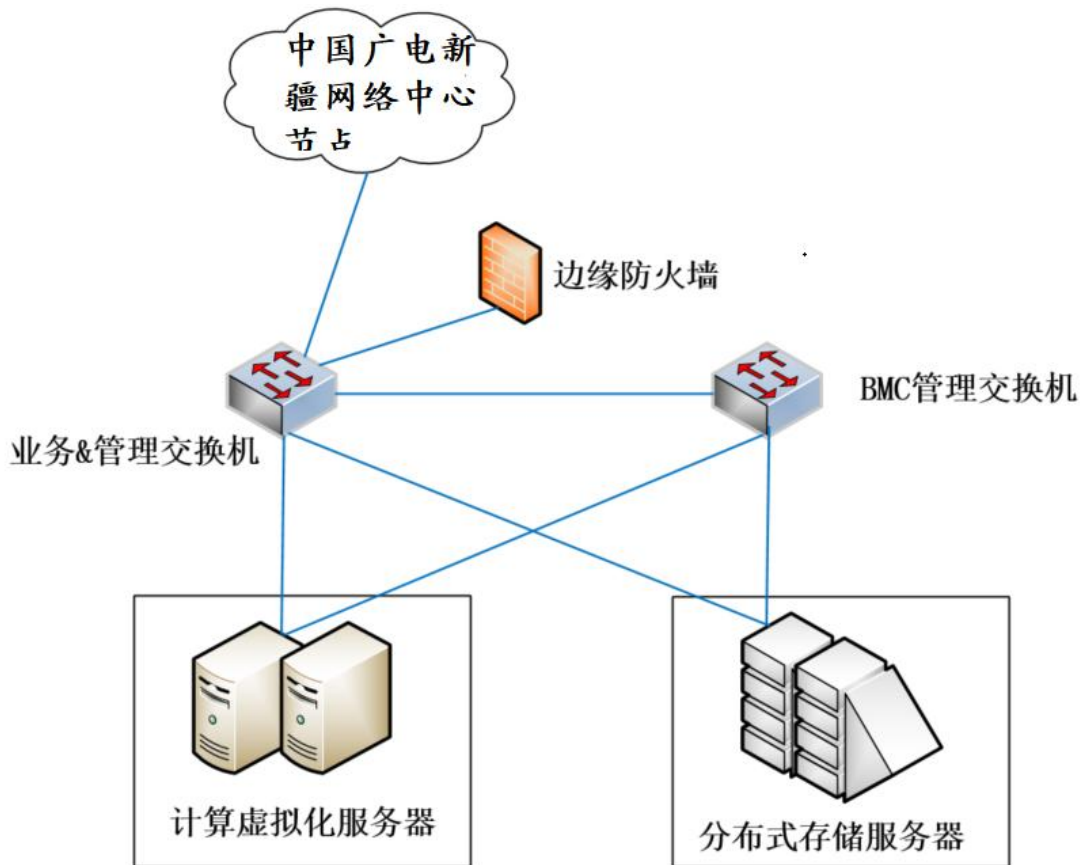 中国广电新
疆网络中心
节点
边缘防火墙
BMC管理交换机
业务&管理交换机
计算虚拟化服务器
分布式存储服务器